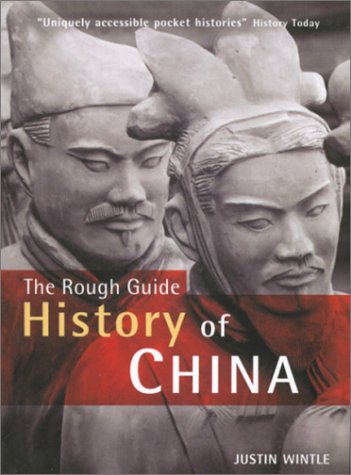 "Uniquely accessible pocket histories" History Today
The Rough Guide
History of
CHINA
JUSTIN WINTLE